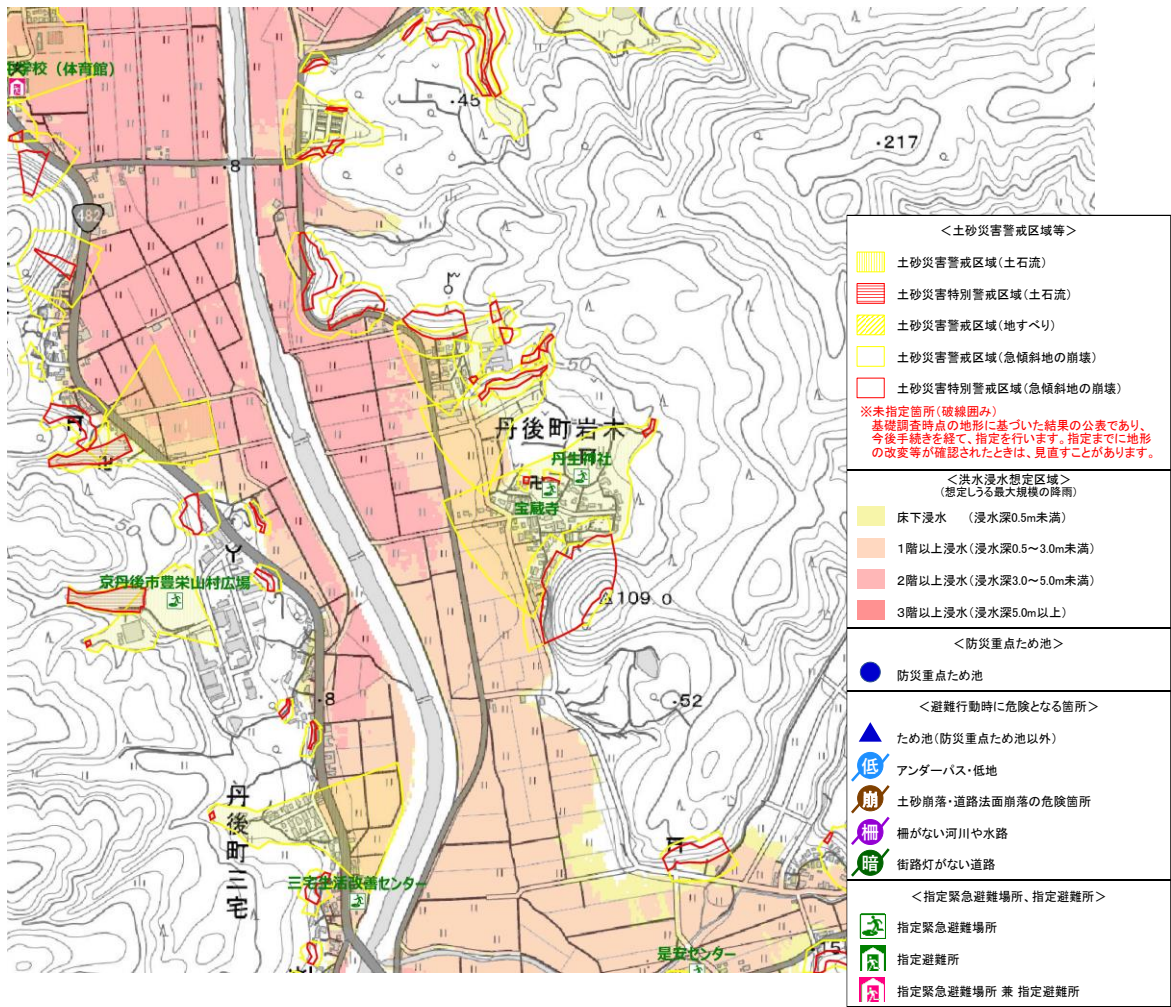 学校（体育館）
・45
・217
・8
482
50
丹後町岩木
丹生神社
宝蔵寺
50
京丹後市豊栄山村広場
109.0
・52
・8
丹後町三宅
三宅生活改善センター
是安センター
・15
＜土砂災害警戒区域等＞
土砂災害警戒区域（土石流）
土砂災害特別警戒区域（土石流）
土砂災害警戒区域（地すべり）
土砂災害警戒区域（急傾斜地の崩壊）
土砂災害特別警戒区域（急傾斜地の崩壊）
※未指定箇所（破線囲み）
基礎調査時点の地形に基づいた結果の公表であり、
今後手続きを経て、指定を行います。指定までに地形
の改変等が確認されたときは、見直すことがあります。
＜洪水浸水想定区域＞
（想定しうる最大規模の降雨）
床下浸水　（浸水深0.5m未満）
１階以上浸水（浸水深0.5～3.0m未満）
２階以上浸水（浸水深3.0～5.0m未満）
３階以上浸水（浸水深5.0m以上）
＜防災重点ため池＞
防災重点ため池
＜避難行動時に危険となる箇所＞
ため池（防災重点ため池以外）
低 アンダーパス・低地
崩 土砂崩落・道路法面崩落の危険箇所
柵 柵がない河川や水路
暗 街路灯がない道路
＜指定緊急避難場所、指定避難所＞
指定緊急避難場所
指定避難所
指定緊急避難場所 兼 指定避難所